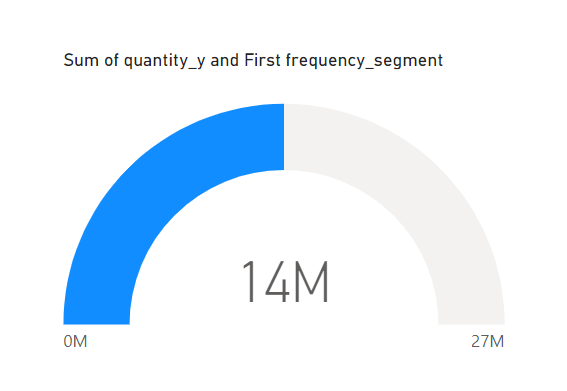 Sum of quantity_y and First frequency_segment
14M
0M 27M